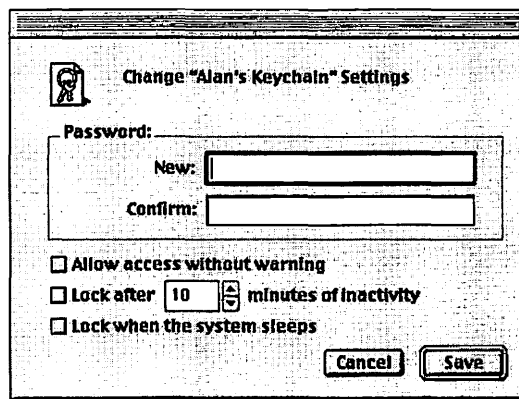 Change "Alan's Keychain" Settings
Password:
New:
Confirm:
Allow access without warning
Lock after 10 minutes of inactivity
Lock when the system sleeps
Cancel Save